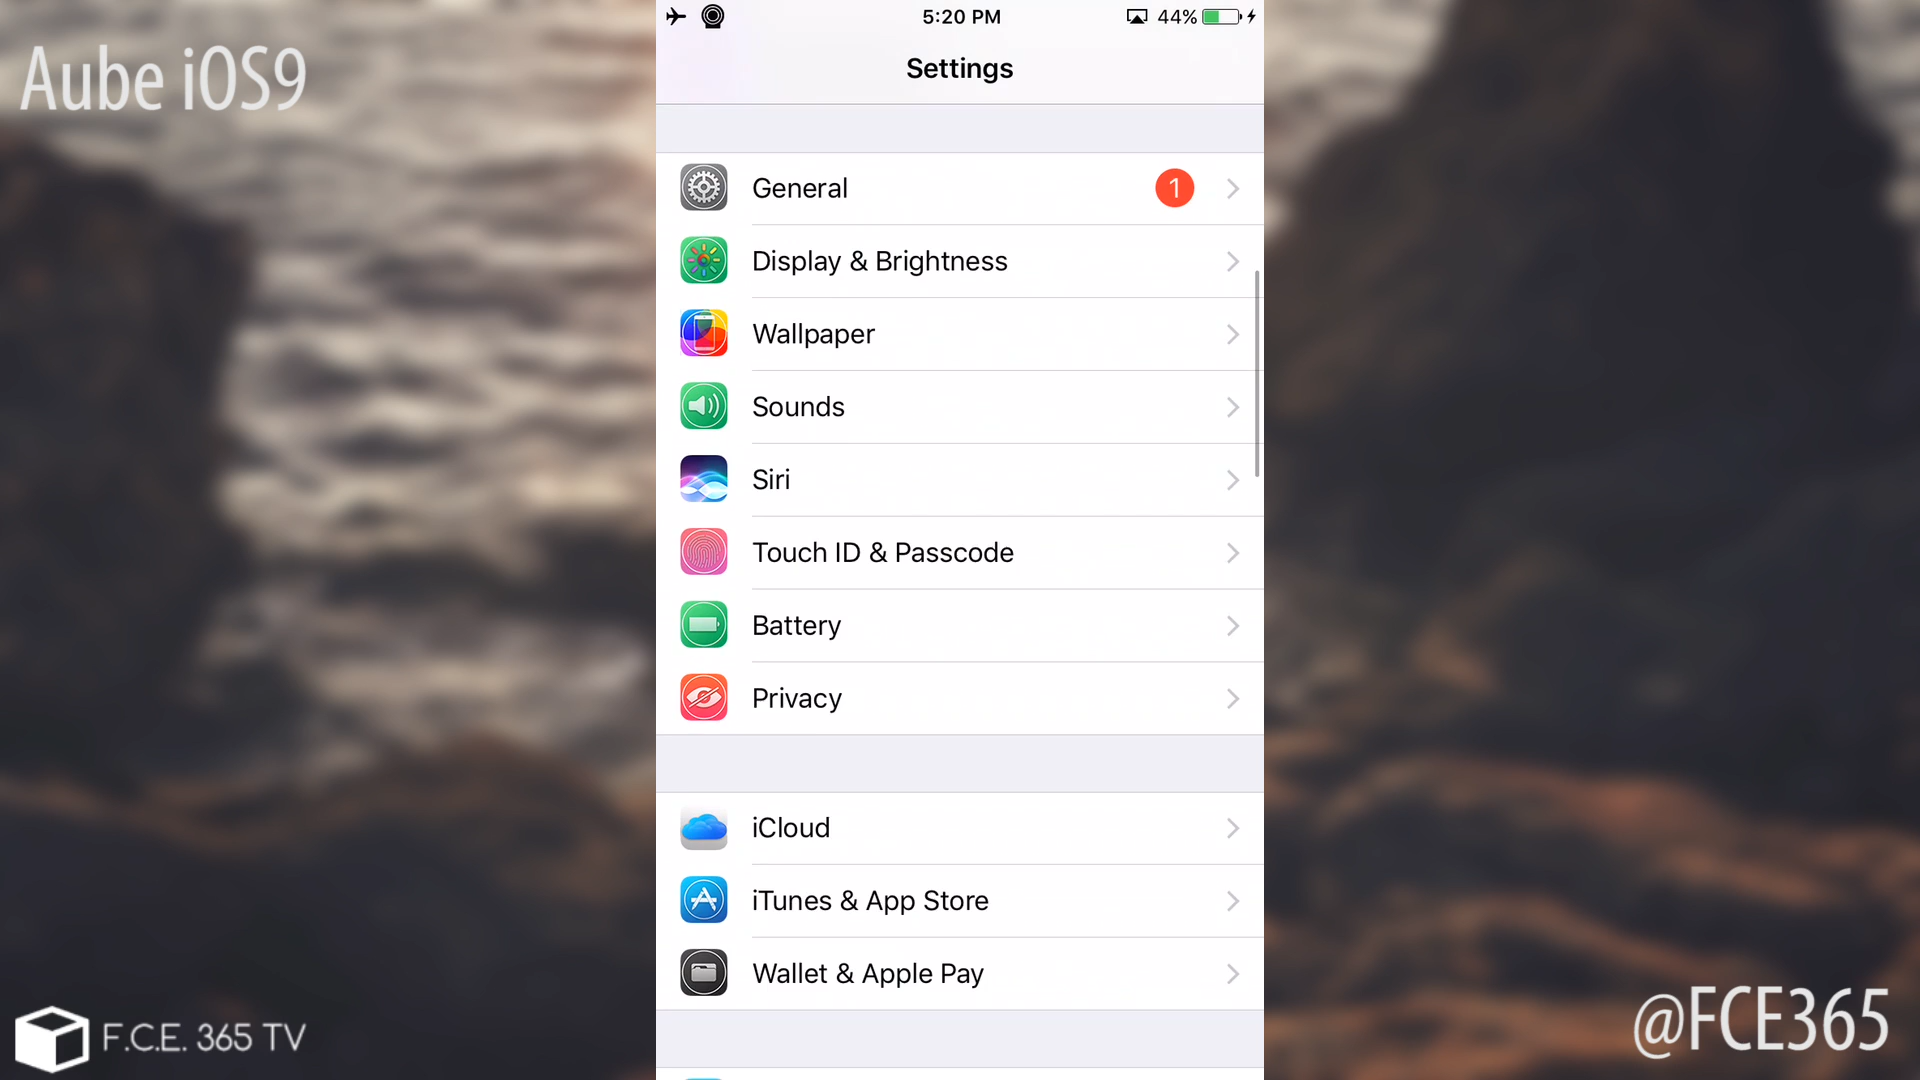 Aube iOS9
5:20 PM
44%
Settings
General
1
Display & Brightness
Wallpaper
Sounds
Siri
Touch ID & Passcode
Battery
Privacy
iCloud
iTunes & App Store
Wallet & Apple Pay
F.C.E. 365 TV
@FCE365